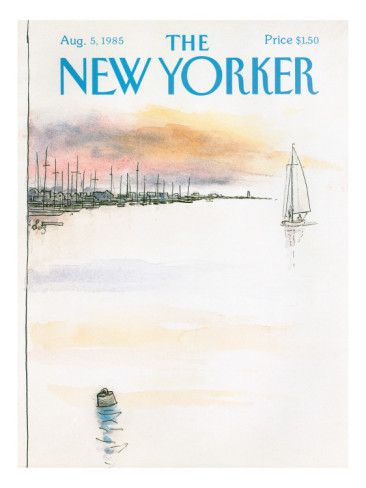 Aug. 5, 1985
THE
Price $1.50
NEW YORKER